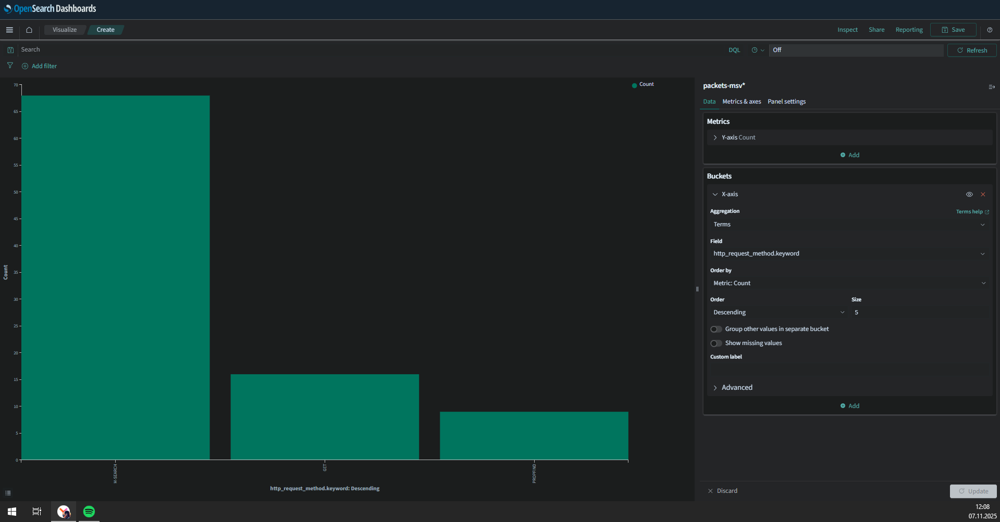 OpenSearch Dashboards
Visualize
Create
Inspect
Share
Reporting
Save
Search
DQL
Off
Refresh
Add filter
70
65
60
55
50
45
40
35
30
25
20
15
10
5
0
Count
M-SEARCH
GET
PROPFIND
http_request_method.keyword: Descending
Count
packets-msv*
Data
Metrics & axes
Panel settings
Metrics
Y-axis Count
Add
Buckets
X-axis
Aggregation
Terms help
Terms
Field
http_request_method.keyword
Order by
Metric: Count
Order
Size
Descending
5
Group other values in separate bucket
Show missing values
Custom label
Advanced
Add
Discard
Update
12:08
07.11.2025